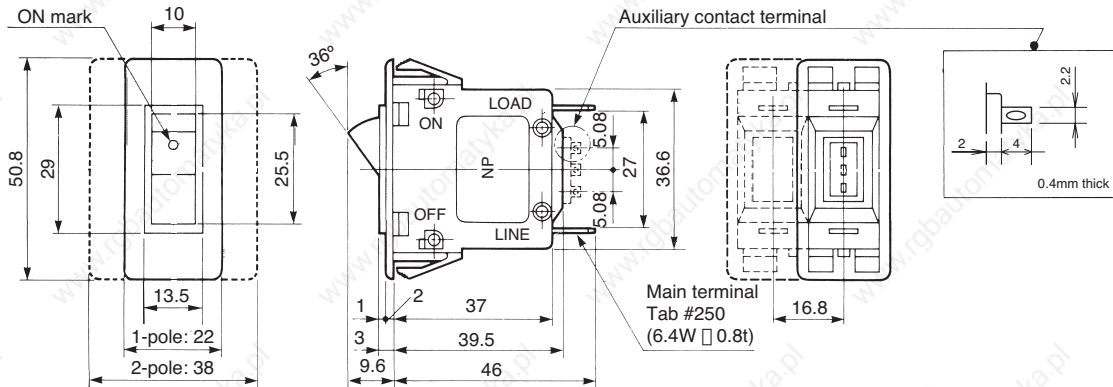 ON mark
10
50.8
29
25.5
13.5
1-pole: 22
2-pole: 38
36°
ON
OFF
LOAD
NP
LINE
5.08
5.08
27
36.6
1
2
3
9.6
37
39.5
46
Auxiliary contact terminal
Main terminal
Tab #250
(6.4W ▯ 0.8t)
16.8
2.2
2
4
0.4mm thick
www.rgbautomatyka.pl